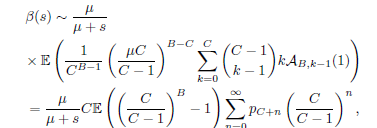 β(s) ∼ μ/(μ + s)
× 𝔼 ( 1/C^{B−1} ( μC/(C − 1) )^{B−C} ∑_{k=0}^{C} \binom{C − 1}{k − 1} k𝒜_{B,k−1}(1) )
= μ/(μ + s) C𝔼 ( ( C/(C − 1) )^B − 1 ) ∑_{n=0}^{∞} p_{C+n} ( C/(C − 1) )^n ,